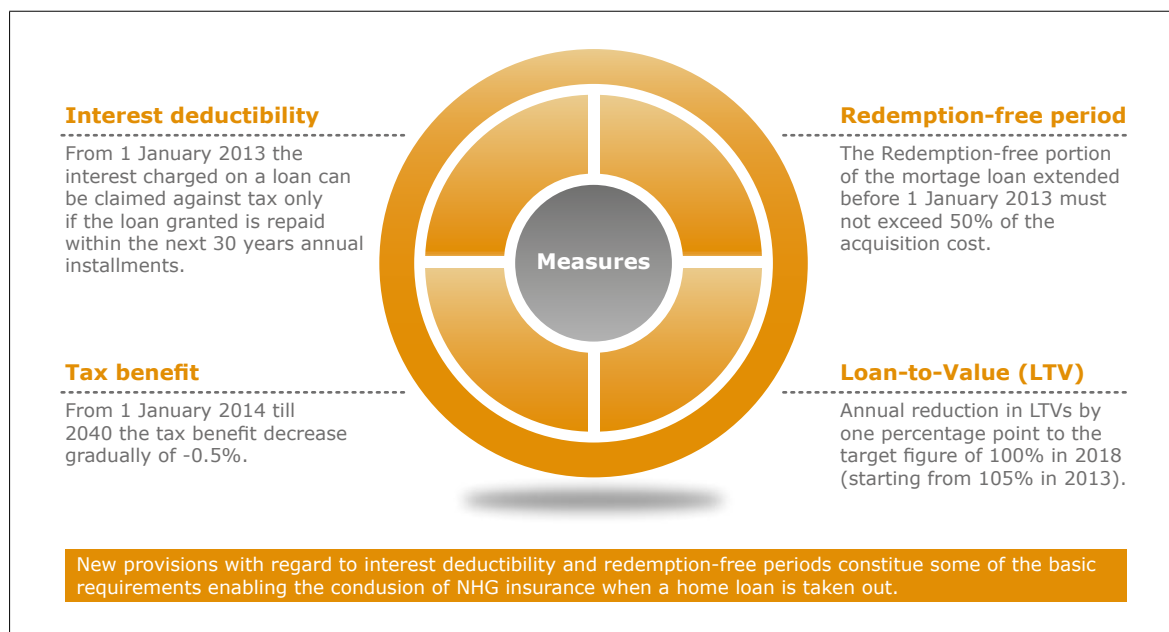 Interest deductibility
From 1 January 2013 the
interest charged on a loan can
be claimed against tax only
if the loan granted is repaid
within the next 30 years annual
installments.
Redemption-free period
The Redemption-free portion
of the mortage loan extended
before 1 January 2013 must
not exceed 50% of the
acquisition cost.
Measures
Tax benefit
From 1 January 2014 till
2040 the tax benefit decrease
gradually of -0.5%.
Loan-to-Value (LTV)
Annual reduction in LTVs by
one percentage point to the
target figure of 100% in 2018
(starting from 105% in 2013).
New provisions with regard to interest deductibility and redemption-free periods constitue some of the basic
requirements enabling the condusion of NHG insurance when a home loan is taken out.